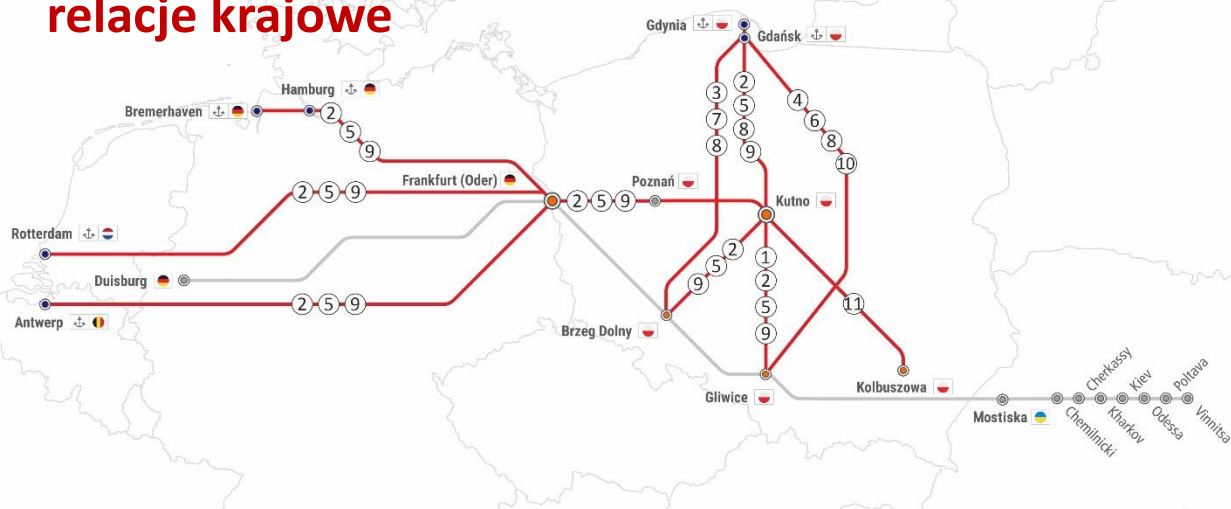 relacje krajowe
Gdynia
Gdańsk
Hamburg
Bremerhaven
2
5
9
2
5
8
9
3
7
8
4
6
8
10
Frankfurt (Oder)
2 5 9
2 5 9
Poznań
Kutno
Rotterdam
Duisburg
2 5 9
Antwerp
2
5
9
1
2
5
9
11
Brzeg Dolny
Gliwice
Kolbuszowa
Mostiska
Chemilnicki
Cherkassy
Kharkov
Kiev
Odessa
Poltava
Vinnitsa